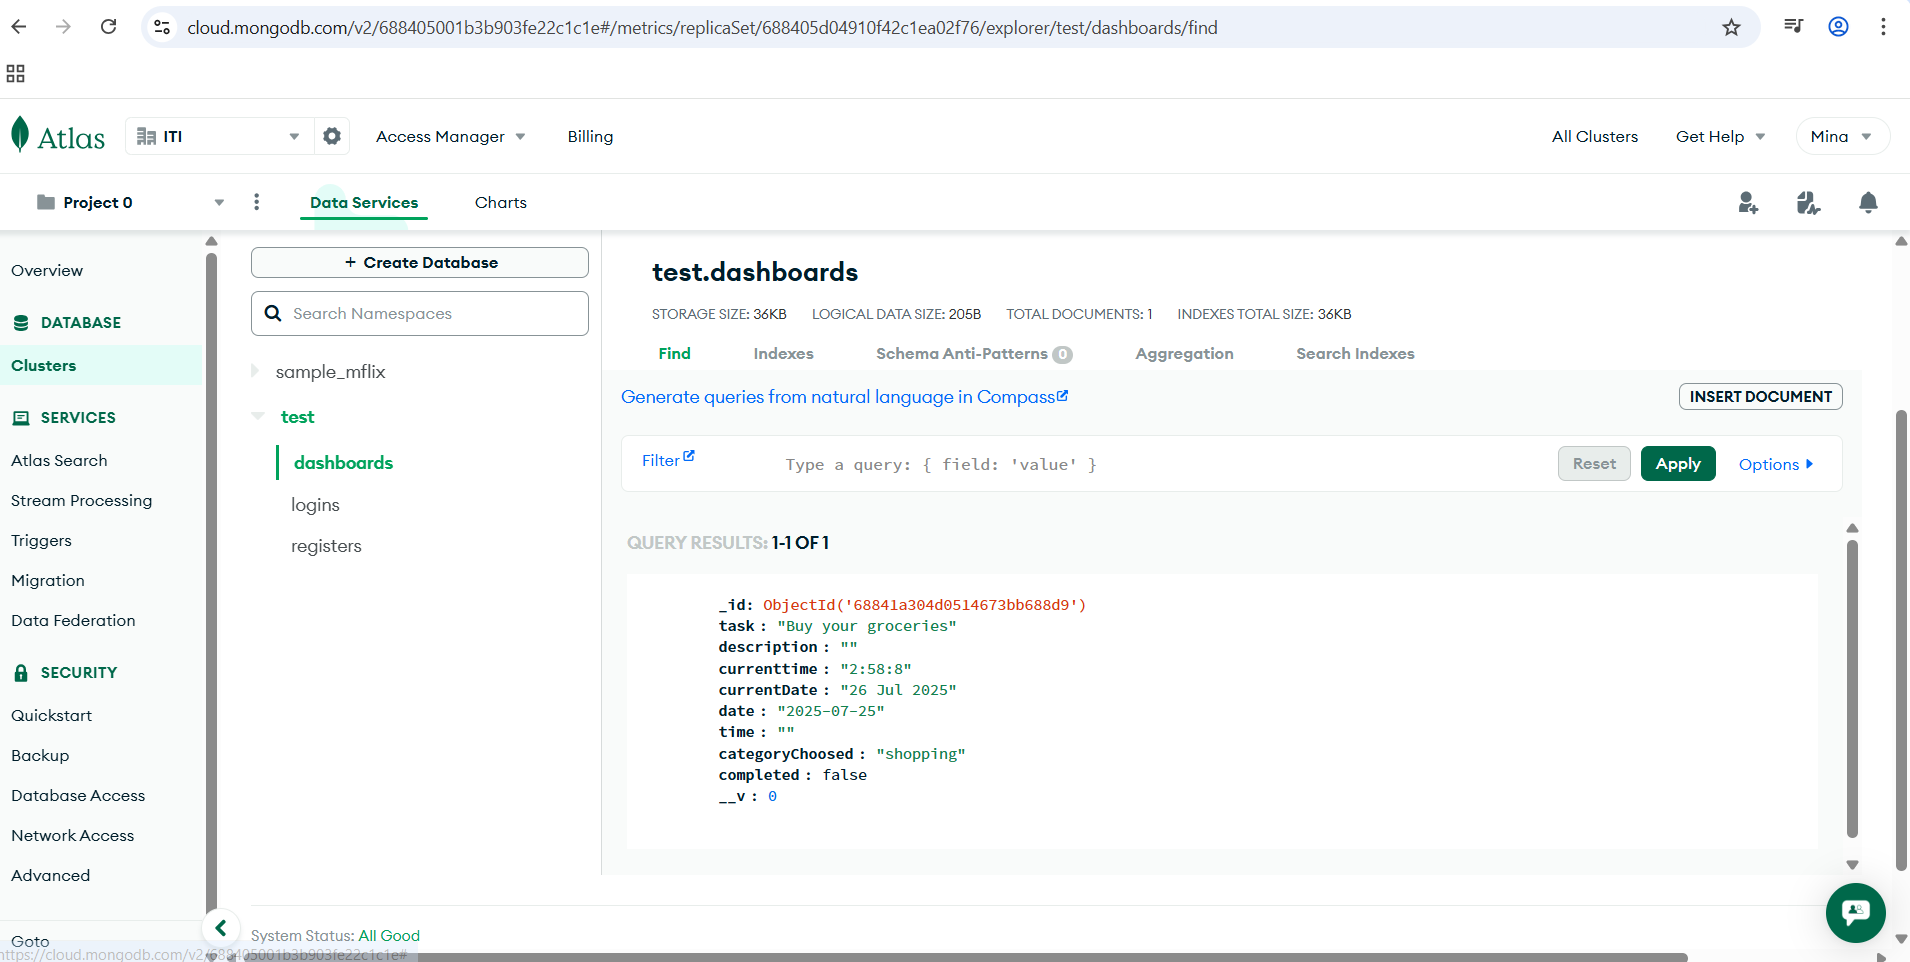 cloud.mongodb.com/v2/688405001b3b903fe22c1c1e#/metrics/replicaSet/688405d04910f42c1ea02f76/explorer/test/dashboards/find
Atlas
ITI
Access Manager
Billing
All Clusters
Get Help
Mina
Project 0
Data Services
Charts
Overview
DATABASE
Clusters
SERVICES
Atlas Search
Stream Processing
Triggers
Migration
Data Federation
SECURITY
Quickstart
Backup
Database Access
Network Access
Advanced
Goto
https://cloud.mongodb.com/v2/688405001b3b903fe22c1c1e#
+ Create Database
Search Namespaces
sample_mflix
test
dashboards
logins
registers
test.dashboards
STORAGE SIZE: 36KB LOGICAL DATA SIZE: 205B TOTAL DOCUMENTS: 1 INDEXES TOTAL SIZE: 36KB
Find Indexes Schema Anti-Patterns 0 Aggregation Search Indexes
Generate queries from natural language in Compass
INSERT DOCUMENT
Filter
Type a query: { field: 'value' }
Reset
Apply
Options
QUERY RESULTS: 1-1 OF 1
_id: ObjectId('68841a304d0514673bb688d9')
task : "Buy your groceries"
description : ""
currenttime : "2:58:8"
currentDate : "26 Jul 2025"
date : "2025-07-25"
time : ""
categoryChoosed : "shopping"
completed : false
__v : 0
System Status: All Good